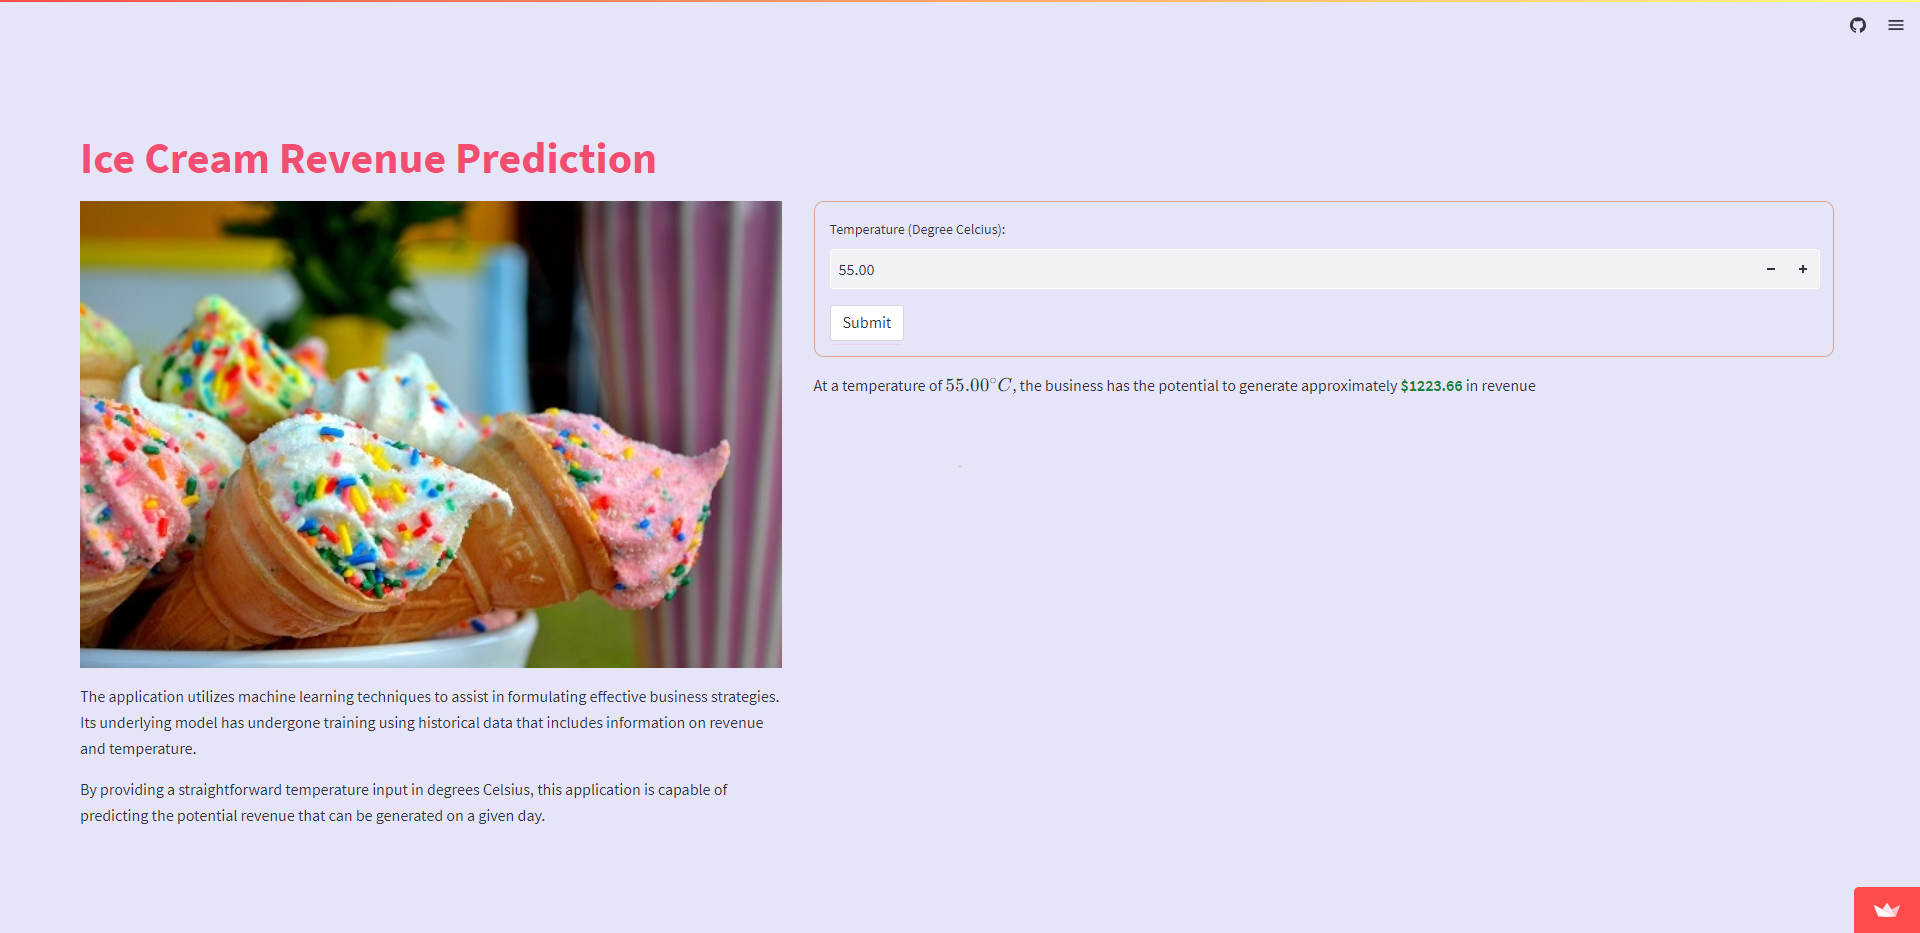 Ice Cream Revenue Prediction
Temperature (Degree Celcius):
55.00
Submit
At a temperature of 55.00°C, the business has the potential to generate approximately $1223.66 in revenue
The application utilizes machine learning techniques to assist in formulating effective business strategies.
Its underlying model has undergone training using historical data that includes information on revenue
and temperature.
By providing a straightforward temperature input in degrees Celsius, this application is capable of
predicting the potential revenue that can be generated on a given day.